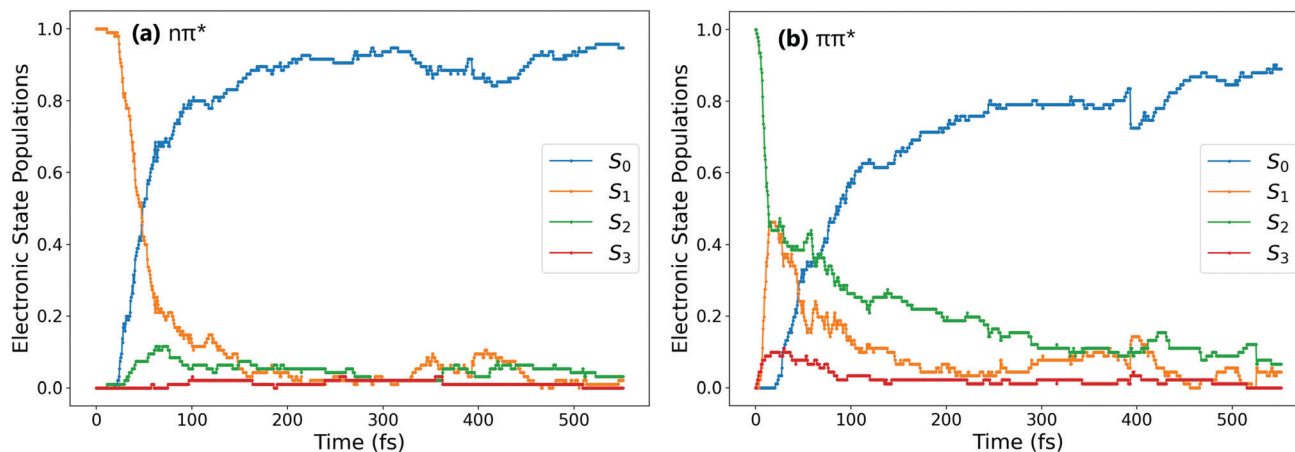 (a) nπ*
Electronic State Populations
1.0
0.8
0.6
0.4
0.2
0.0
S0
S1
S2
S3
0 100 200 300 400 500
Time (fs)
(b) ππ*
Electronic State Populations
1.0
0.8
0.6
0.4
0.2
0.0
S0
S1
S2
S3
0 100 200 300 400 500
Time (fs)